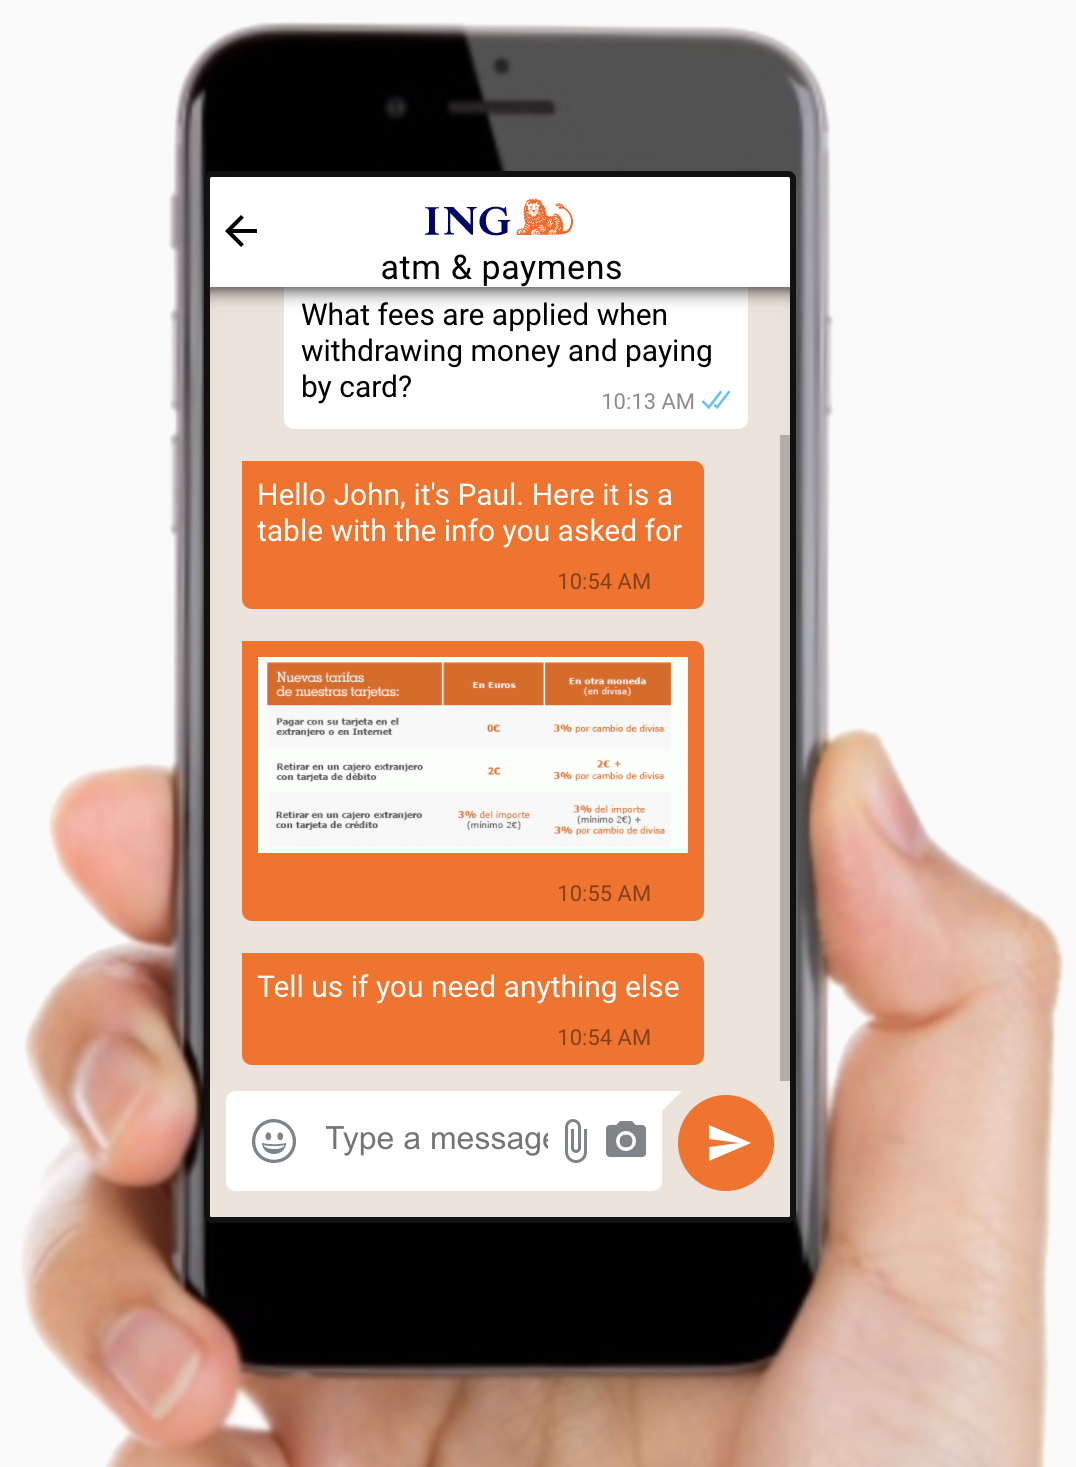 ING
atm & paymens
What fees are applied when
withdrawing money and paying
by card?
10:13 AM
Hello John, it's Paul. Here it is a
table with the info you asked for
10:54 AM
Nuevas tarifas
de nuestras tarjetas:
En Euros
En otra moneda
(en divisa)
Pagar con su tarjeta en el
extranjero o en Internet
0€
3% por cambio de divisa
Retirar en un cajero extranjero
con tarjeta de débito
2€
2€ +
3% por cambio de divisa
Retirar en un cajero extranjero
con tarjeta de crédito
3% del importe
(mínimo 2€)
3% del importe
(mínimo 2€) +
3% por cambio de divisa
10:55 AM
Tell us if you need anything else
10:54 AM
Type a message